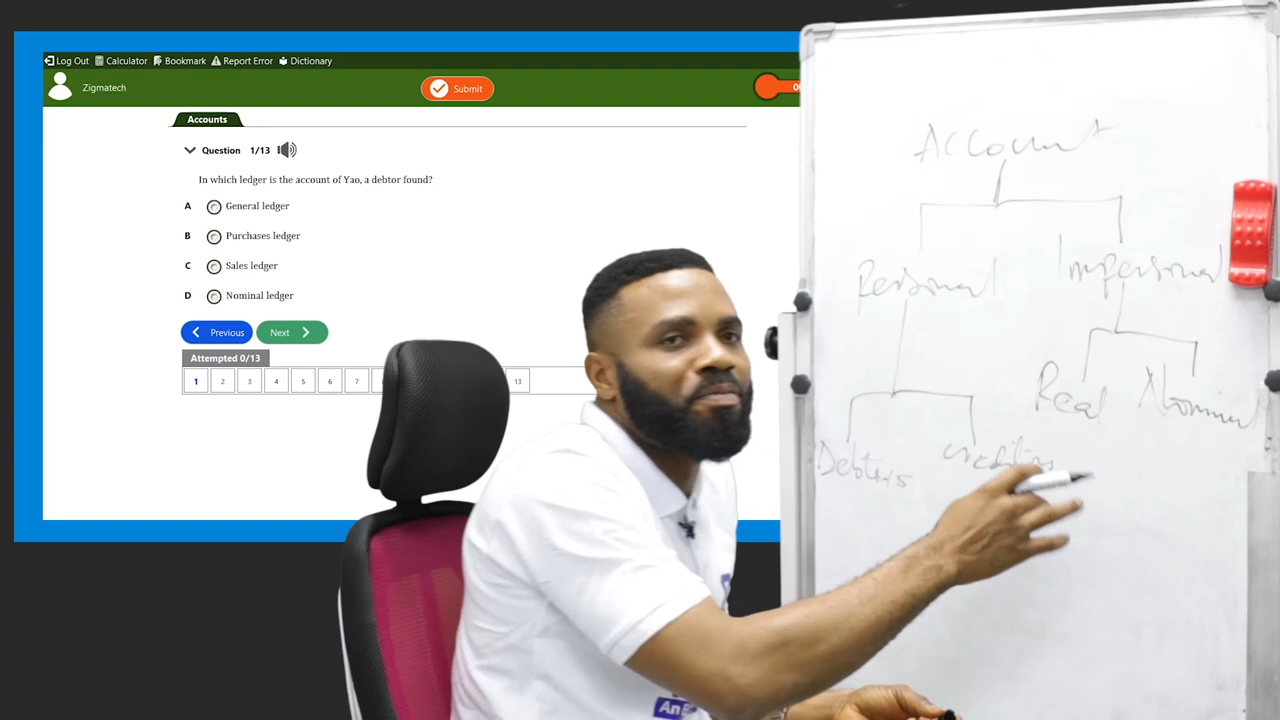 Log Out Calculator Bookmark Report Error Dictionary
Zigmatech
Submit
Accounts
Question 1/13
In which ledger is the account of Yao, a debtor found?
A General ledger
B Purchases ledger
C Sales ledger
D Nominal ledger
Previous Next
Attempted 0/13
1 2 3 4 5 6 7 13
Account
Personal Impersonal
Real Nominal
Debtors creditors
An